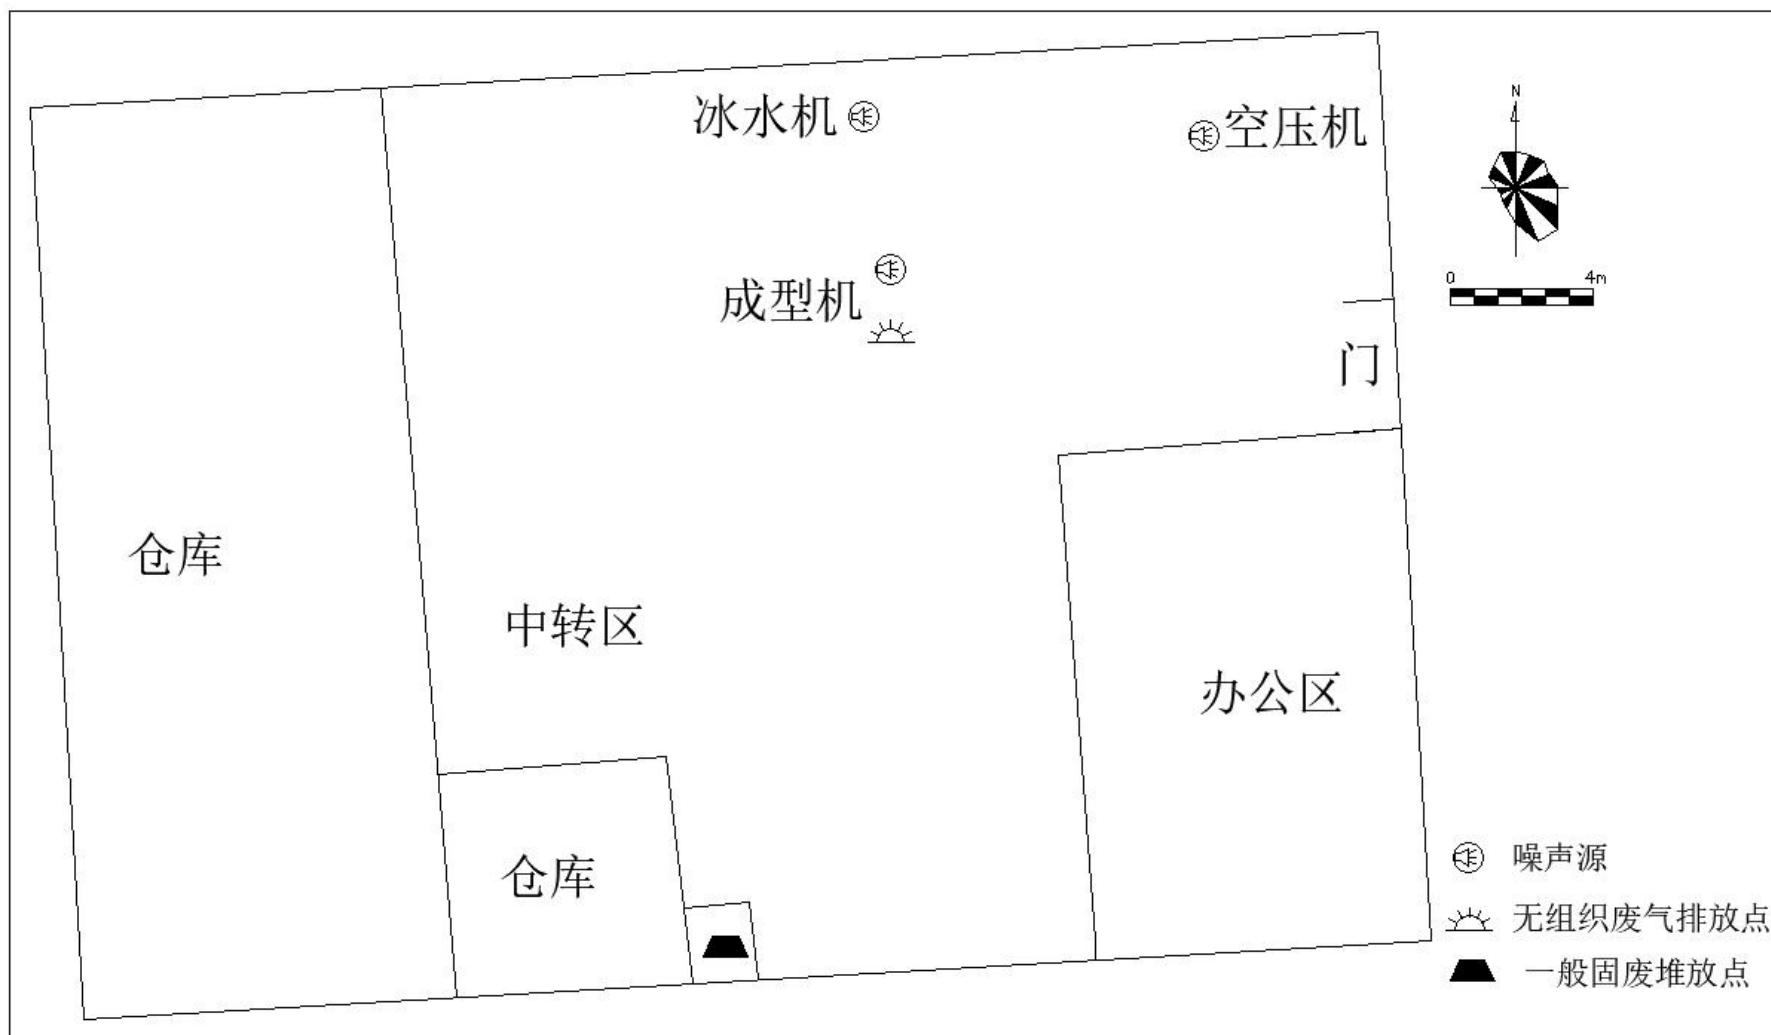 冰水机
空压机
N
成型机
0 4m
门
仓库
中转区
办公区
仓库
噪声源
无组织废气排放点
一般固废堆放点